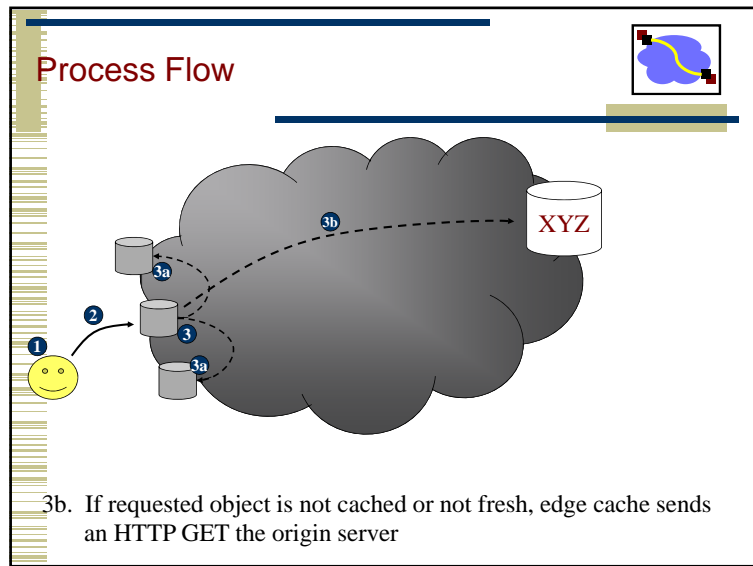 Process Flow
3b
XYZ
3a
2
3
1
3a
3b. If requested object is not cached or not fresh, edge cache sends
an HTTP GET the origin server